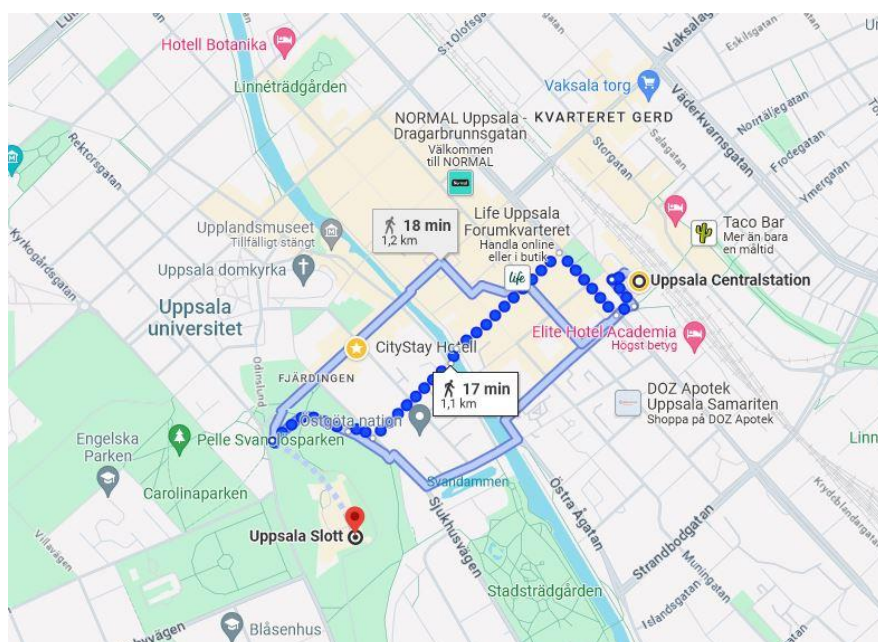 Hotell Botanika
Linnéträdgården
S:t Olofsgatan
Vaksalagatan
Eskilsgatan
Vaksala torg
Väderkvarnsgatan
Norrtäljegatan
Frodegatan
Ymergatan
Salagatan
Storgatan
NORMAL Uppsala -
Dragarbrunnsgatan
Välkommen
till NORMAL
Normal
KVARTERET GERD
Rektorsgatan
Kyrkogårdsgatan
Upplandsmuseet
Tillfälligt stängt
18 min
1,2 km
Life Uppsala
Forumkvarteret
Handla online
eller i butik
life
Taco Bar
Mer än bara
en måltid
Uppsala domkyrka
Uppsala Centralstation
Uppsala
universitet
Elite Hotel Academia
Högst betyg
CityStay Hotell
FJÄRDINGEN
Odinslund
17 min
1,1 km
DOZ Apotek
Uppsala Samariten
Shoppa på DOZ Apotek
Östgöta nation
Engelska
Parken
Pelle Svanslösparken
Carolinaparken
Svandammen
Villavägen
Sjukhusvägen
Östra Ågatan
Uppsala Slott
Strandbodgatan
Muningatan
Islandsgatan
Stadsträdgården
Blåsenhus